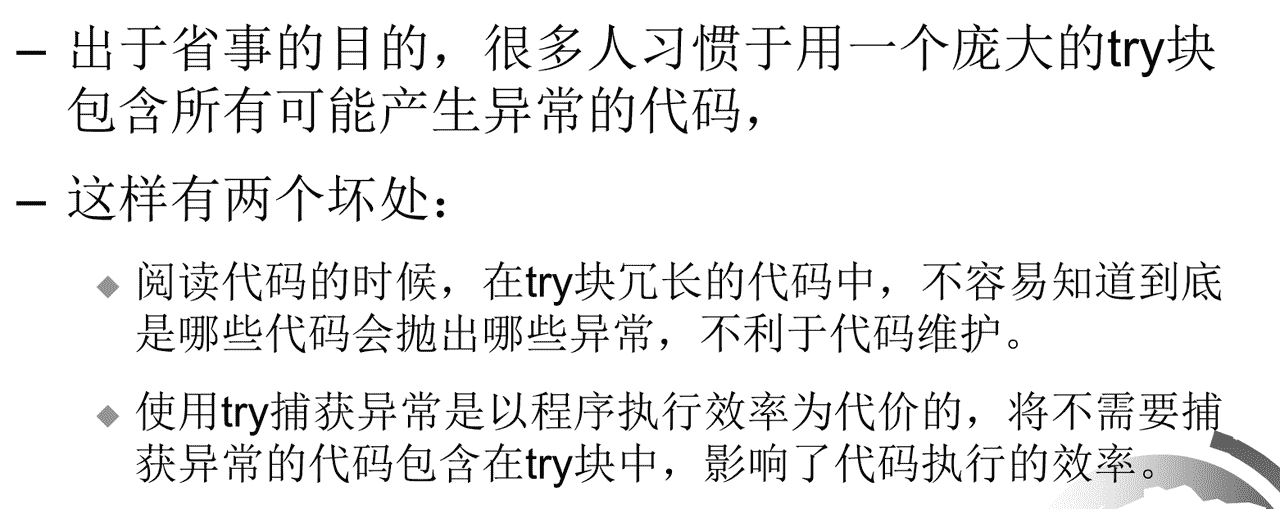 – 出于省事的目的，很多人习惯于用一个庞大的try块
包含所有可能产生异常的代码，
– 这样有两个坏处：
◆ 阅读代码的时候，在try块冗长的代码中，不容易知道到底
是哪些代码会抛出哪些异常，不利于代码维护。
◆ 使用try捕获异常是以程序执行效率为代价的，将不需要捕
获异常的代码包含在try块中，影响了代码执行的效率。